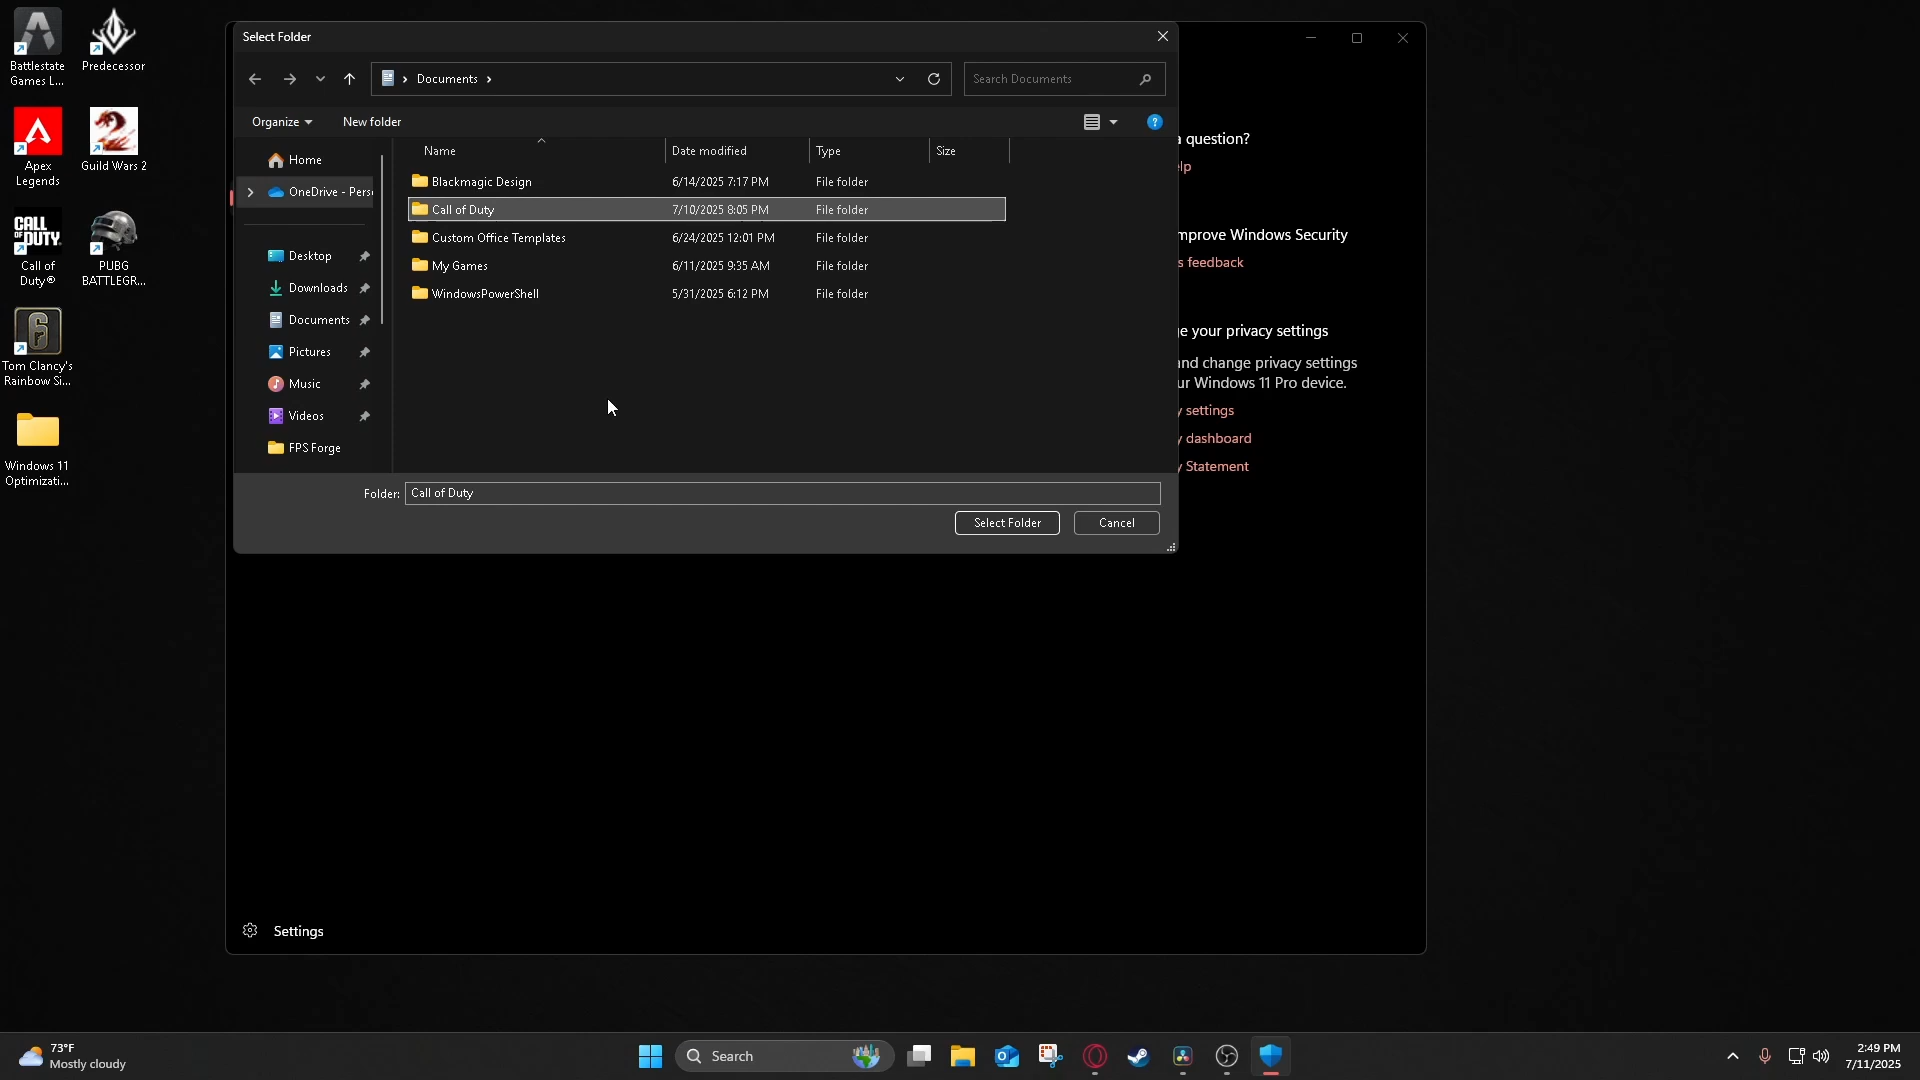 Battlestate
Games L...
Predecessor
Apex
Legends
Guild Wars 2
CALL
OF DUTY
Call of
Duty®
PUBG
BATTLEGR...
Tom Clancy's
Rainbow Si...
Windows 11
Optimizati...
Select Folder
Documents
Search Documents
Organize
New folder
Home
OneDrive - Pers
Desktop
Downloads
Documents
Pictures
Music
Videos
FPS Forge
Name Date modified Type Size
Blackmagic Design 6/14/2025 7:17 PM File folder
Call of Duty 7/10/2025 8:05 PM File folder
Custom Office Templates 6/24/2025 12:01 PM File folder
My Games 6/11/2025 9:35 AM File folder
WindowsPowerShell 5/31/2025 6:12 PM File folder
Folder: Call of Duty
Select Folder Cancel
a question?
lp
mprove Windows Security
s feedback
ge your privacy settings
and change privacy settings
ur Windows 11 Pro device.
y settings
y dashboard
y Statement
Settings
73°F
Mostly cloudy
Search
2:49 PM
7/11/2025